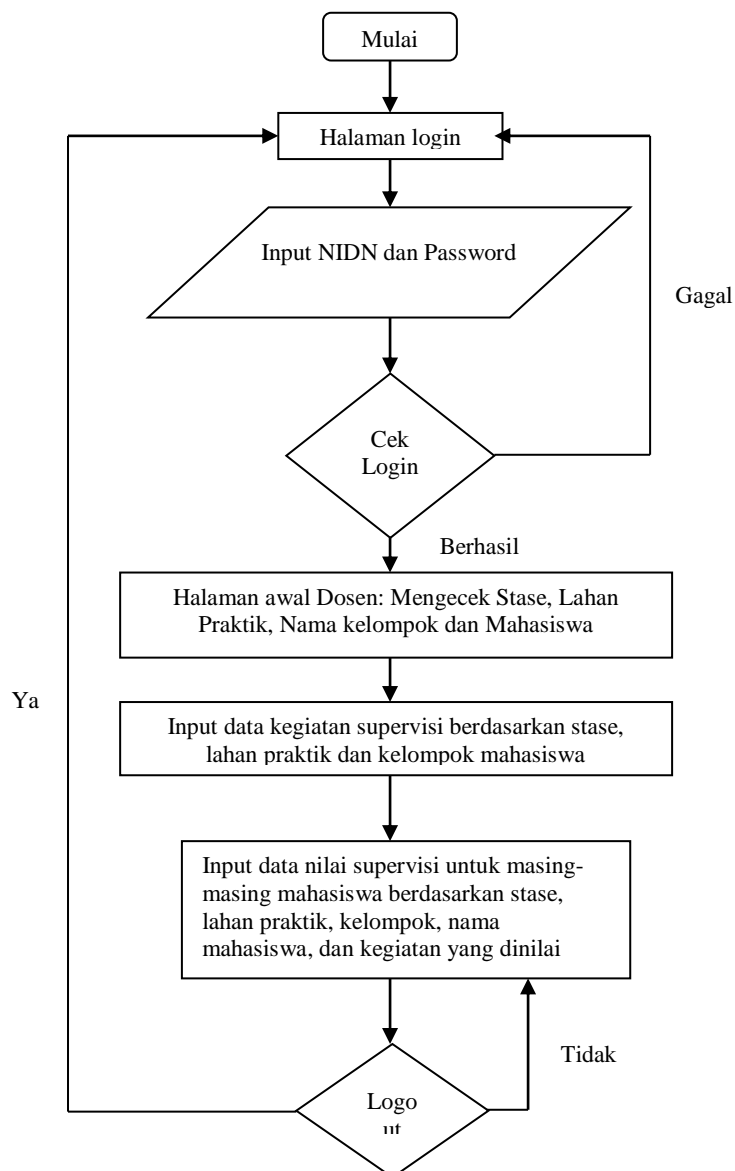 Mulai
Halaman login
Input NIDN dan Password
Gagal
Cek
Login
Berhasil
Halaman awal Dosen: Mengecek Stase, Lahan
Praktik, Nama kelompok dan Mahasiswa
Ya
Input data kegiatan supervisi berdasarkan stase,
lahan praktik dan kelompok mahasiswa
Input data nilai supervisi untuk masing-
masing mahasiswa berdasarkan stase,
lahan praktik, kelompok, nama
mahasiswa, dan kegiatan yang dinilai
Tidak
Logo
ut